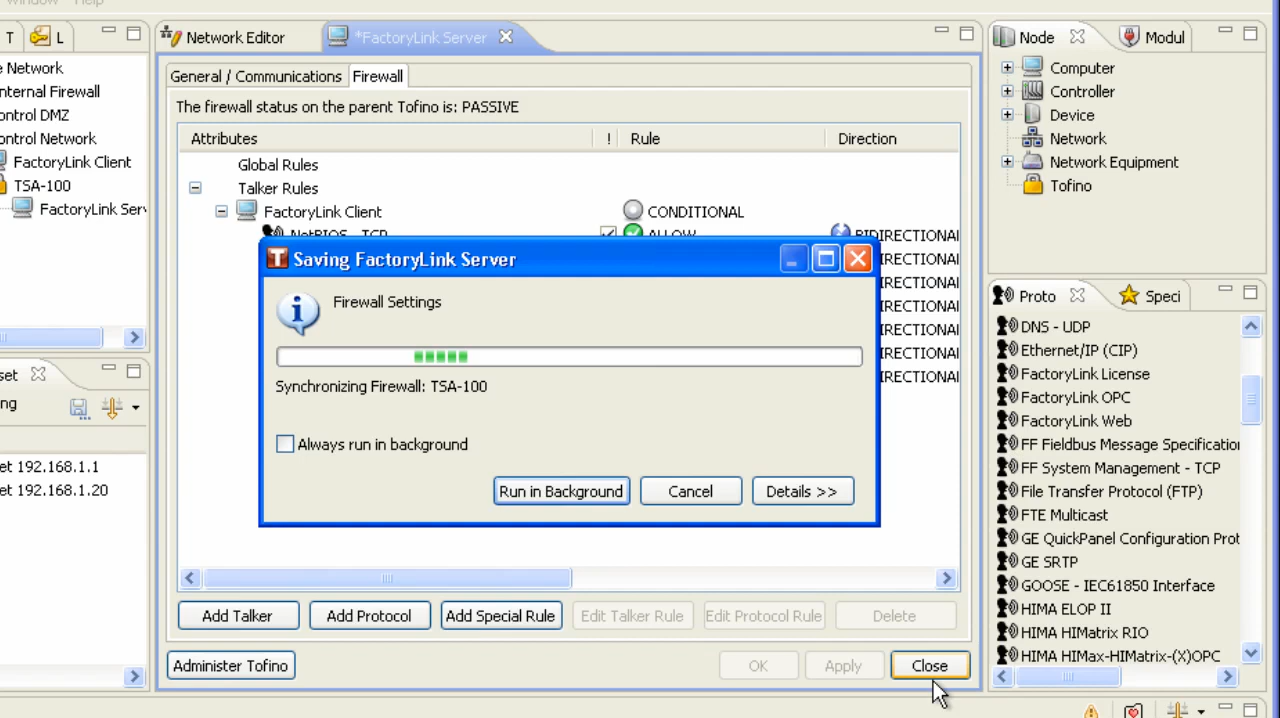 Window Help
T
L
Network Editor
*FactoryLink Server
Node
Modul
e Network
nternal Firewall
ontrol DMZ
ontrol Network
FactoryLink Client
TSA-100
FactoryLink Serv
General / Communications
Firewall
The firewall status on the parent Tofino is: PASSIVE
Attributes
!
Rule
Direction
Global Rules
Talker Rules
FactoryLink Client
CONDITIONAL
NetBIOS - TCP
ALLOW
BIDIRECTIONAL
IRECTIONAL
IRECTIONAL
IRECTIONAL
IRECTIONAL
IRECTIONAL
IRECTIONAL
Saving FactoryLink Server
Firewall Settings
Synchronizing Firewall: TSA-100
Always run in background
Run in Background
Cancel
Details >>
Computer
Controller
Device
Network
Network Equipment
Tofino
Proto
Speci
DNS - UDP
Ethernet/IP (CIP)
FactoryLink License
FactoryLink OPC
FactoryLink Web
FF Fieldbus Message Specification
FF System Management - TCP
File Transfer Protocol (FTP)
FTE Multicast
GE QuickPanel Configuration Prot
GE SRTP
GOOSE - IEC61850 Interface
HIMA ELOP II
HIMA HIMatrix RIO
HIMA HIMax-HIMatrix-(X)OPC
set
ng
et 192.168.1.1
et 192.168.1.20
Add Talker
Add Protocol
Add Special Rule
Edit Talker Rule
Edit Protocol Rule
Delete
Administer Tofino
OK
Apply
Close